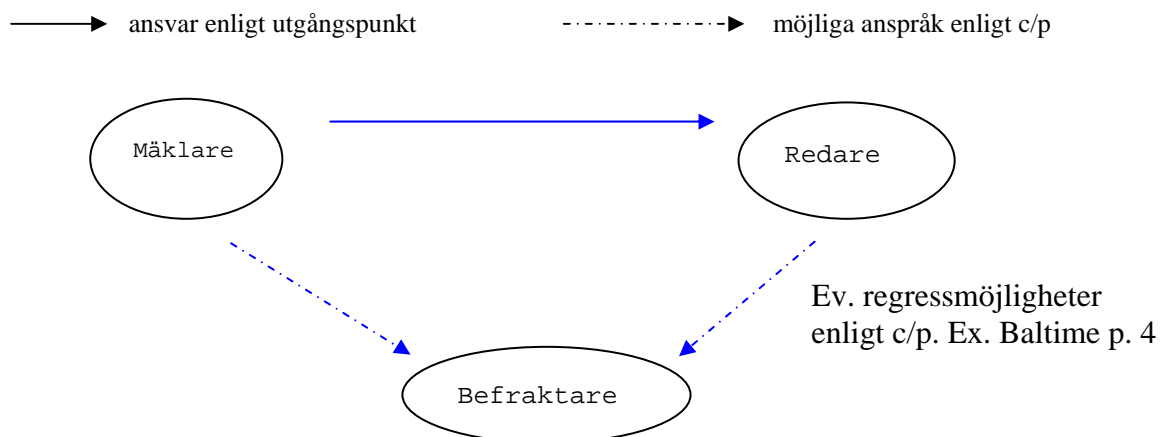 ansvar enligt utgångspunkt
möjliga anspråk enligt c/p
Mäklare
Redare
Ev. regressmöjligheter
enligt c/p. Ex. Baltime p. 4
Befraktare